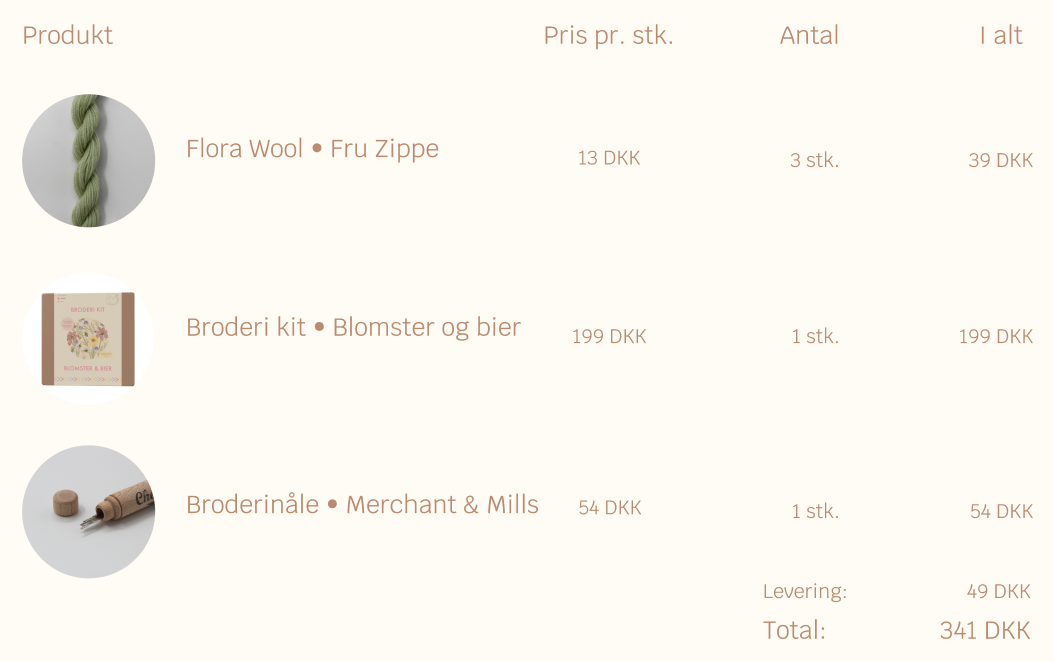 Produkt Pris pr. stk. Antal I alt
Flora Wool • Fru Zippe 13 DKK 3 stk. 39 DKK
BRODERI KIT
BLOMSTER & BIER
Broderi kit • Blomster og bier 199 DKK 1 stk. 199 DKK
Broderinåle • Merchant & Mills 54 DKK 1 stk. 54 DKK
Levering: 49 DKK
Total: 341 DKK